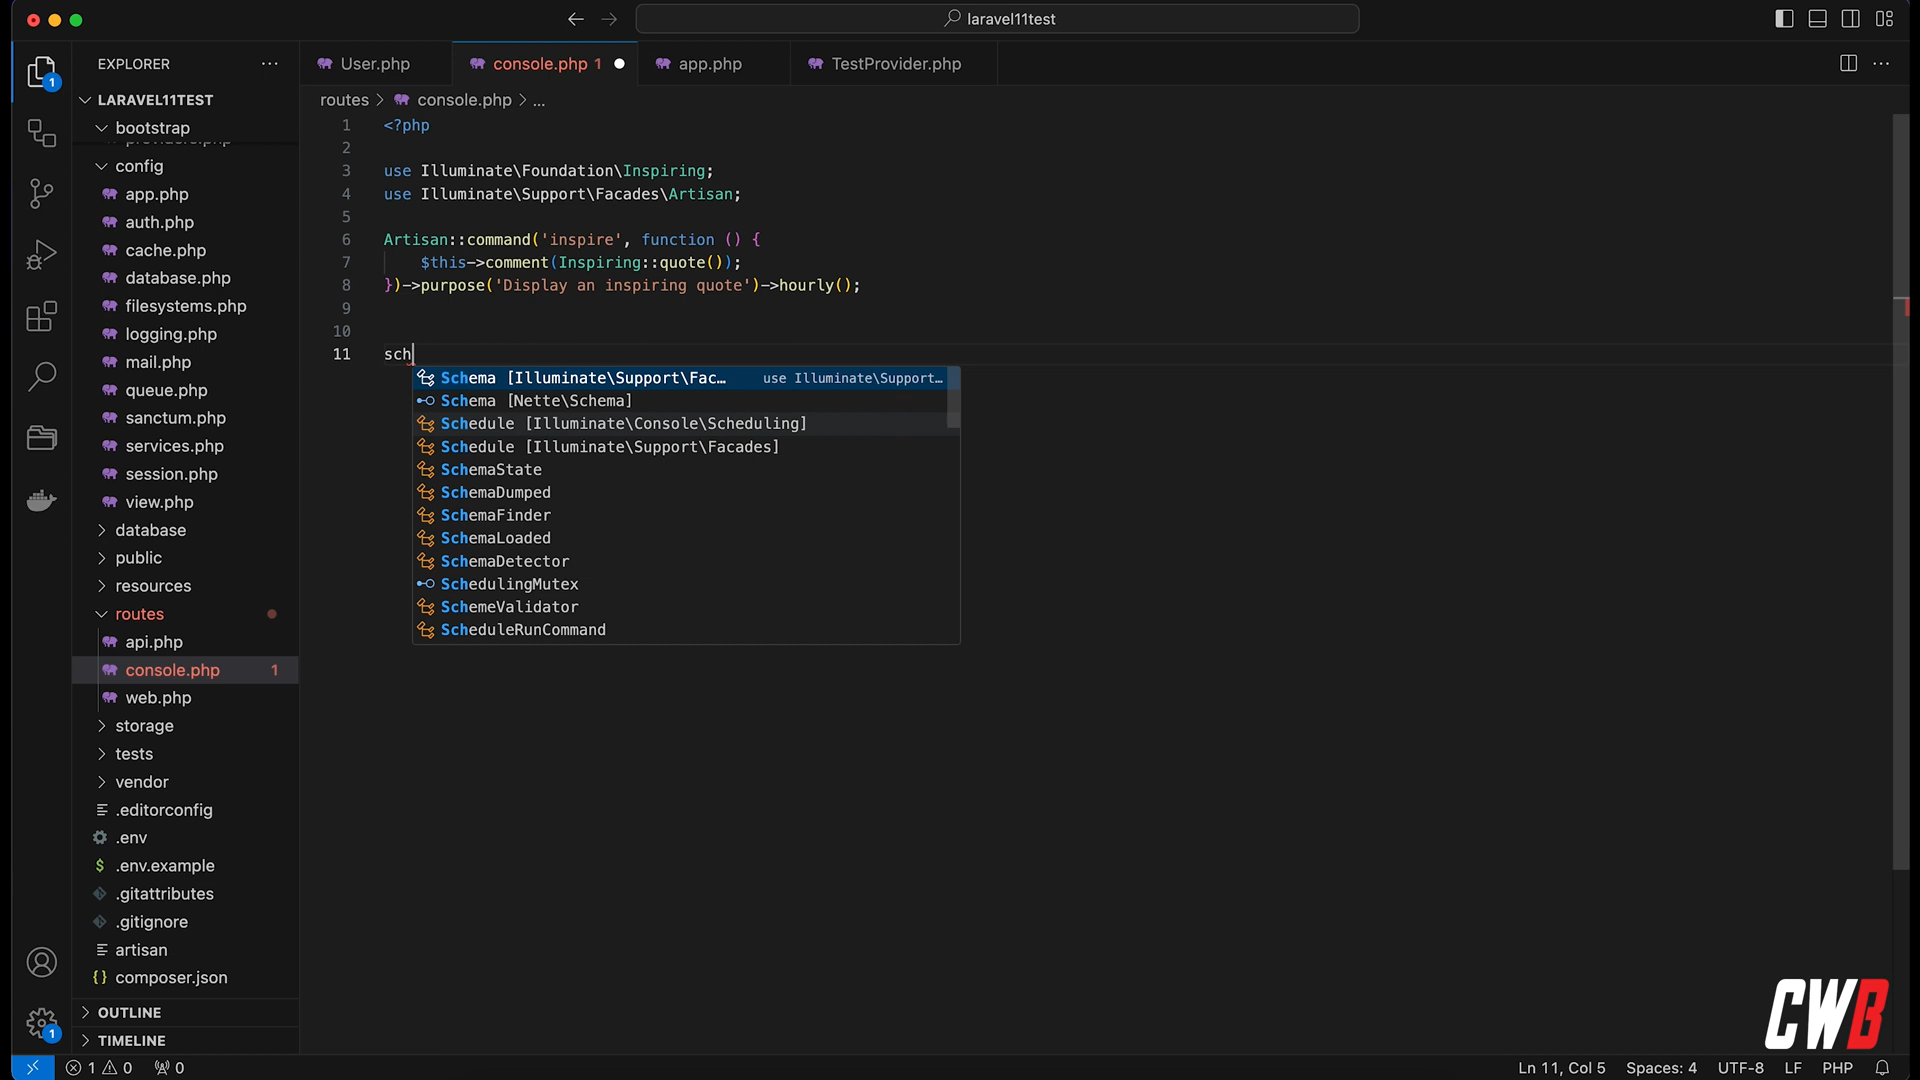 laravel11test
EXPLORER
LARAVEL11TEST
bootstrap
providers.php
config
app.php
auth.php
cache.php
database.php
filesystems.php
logging.php
mail.php
queue.php
sanctum.php
services.php
session.php
view.php
database
public
resources
routes
api.php
console.php 1
web.php
storage
tests
vendor
.editorconfig
.env
.env.example
.gitattributes
.gitignore
artisan
composer.json
OUTLINE
TIMELINE
1
1
User.php
console.php 1
app.php
TestProvider.php
routes > console.php > ...
1 <?php
2
3 use Illuminate\Foundation\Inspiring;
4 use Illuminate\Support\Facades\Artisan;
5
6 Artisan::command('inspire', function () {
7 $this->comment(Inspiring::quote());
8 })->purpose('Display an inspiring quote')->hourly();
9
10
11 sch
Schema [Illuminate\Support\Fac... use Illuminate\Support...
Schema [Nette\Schema]
Schedule [Illuminate\Console\Scheduling]
Schedule [Illuminate\Support\Facades]
SchemaState
SchemaDumped
SchemaFinder
SchemaLoaded
SchemaDetector
SchedulingMutex
SchemeValidator
ScheduleRunCommand
CWB
1 0 0
Ln 11, Col 5 Spaces: 4 UTF-8 LF PHP